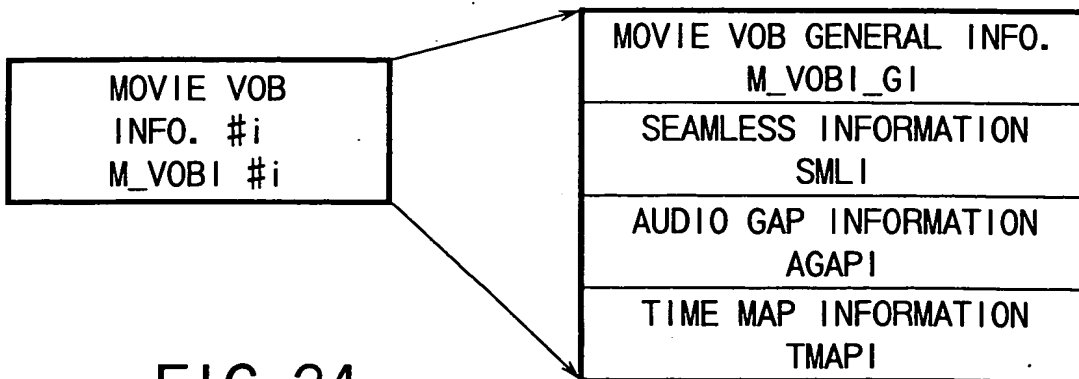 MOVIE VOB
INFO. #i
M_VOBI #i
MOVIE VOB GENERAL INFO.
M_VOBI_GI
SEAMLESS INFORMATION
SMLI
AUDIO GAP INFORMATION
AGAPI
TIME MAP INFORMATION
TMAPI